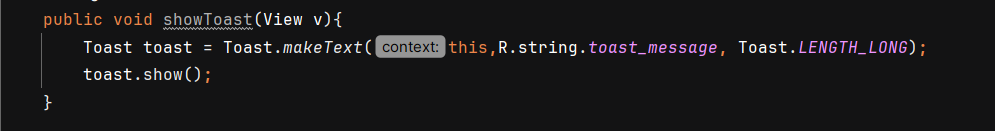 public void showToast(View v){
Toast toast = Toast.makeText( context: this,R.string.toast_message, Toast.LENGTH_LONG);
toast.show();
}